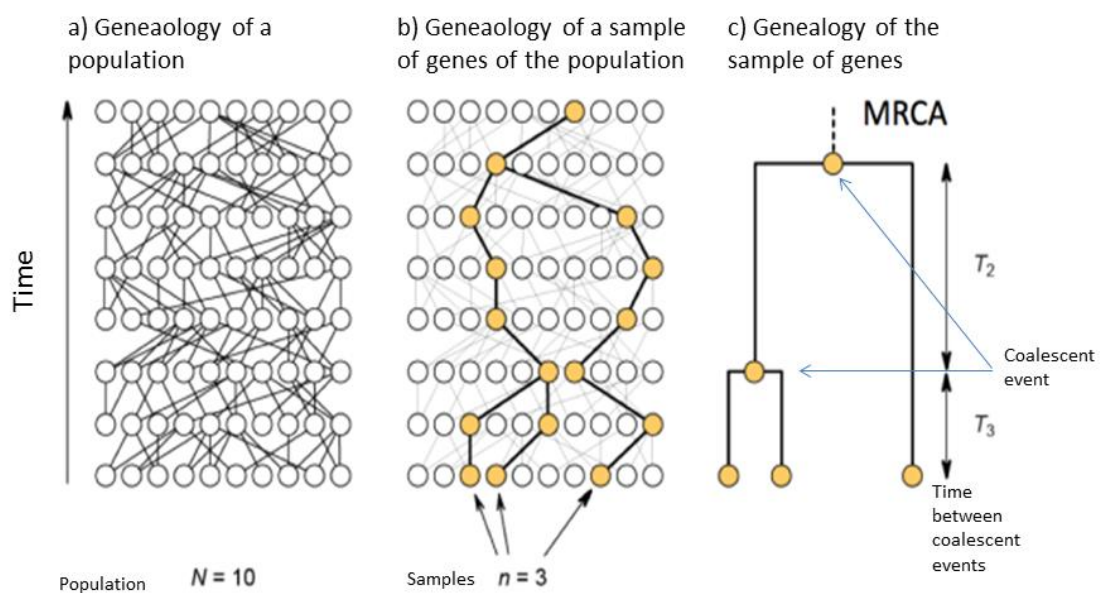 a) Geneaology of a
population
b) Geneaology of a sample
of genes of the population
c) Genealogy of the
sample of genes
MRCA
Time
T2
Coalescent
event
T3
Time
between
coalescent
events
Population N = 10
Samples n = 3